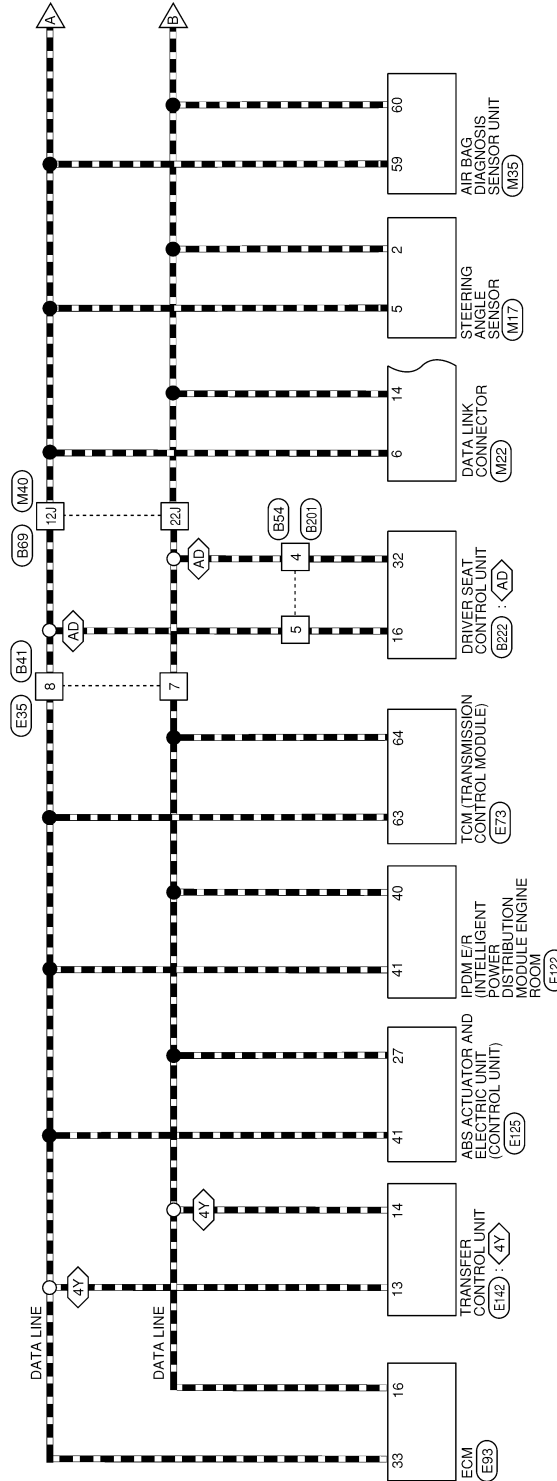 A
B
DATA LINE
DATA LINE
4Y
4Y
E35
B41
8
7
AD
AD
B69
M40
12J
22J
5
4
B54
B201
33
16
ECM
E93
13
14
TRANSFER
CONTROL UNIT
E142 : 4Y
41
27
ABS ACTUATOR AND
ELECTRIC UNIT
(CONTROL UNIT)
E125
41
40
IPDM E/R
(INTELLIGENT
POWER
DISTRIBUTION
MODULE ENGINE
ROOM
63
64
TCM (TRANSMISSION
CONTROL MODULE)
E73
16
32
DRIVER SEAT
CONTROL UNIT
B222 : AD
6
14
DATA LINK
CONNECTOR
M22
5
2
STEERING
ANGLE
SENSOR
M17
59
60
AIR BAG
DIAGNOSIS
SENSOR UNIT
M35